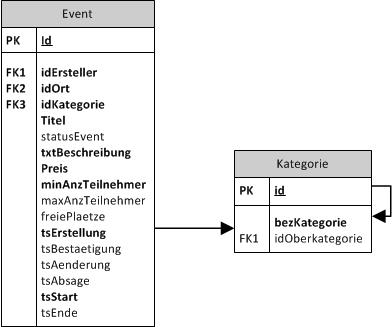 Event
PK Id
FK1 idErsteller
FK2 idOrt
FK3 idKategorie
Titel
statusEvent
txtBeschreibung
Preis
minAnzTeilnehmer
maxAnzTeilnehmer
freiePlaetze
tsErstellung
tsBestaetigung
tsAenderung
tsAbsage
tsStart
tsEnde
Kategorie
PK id
bezKategorie
FK1 idOberkategorie